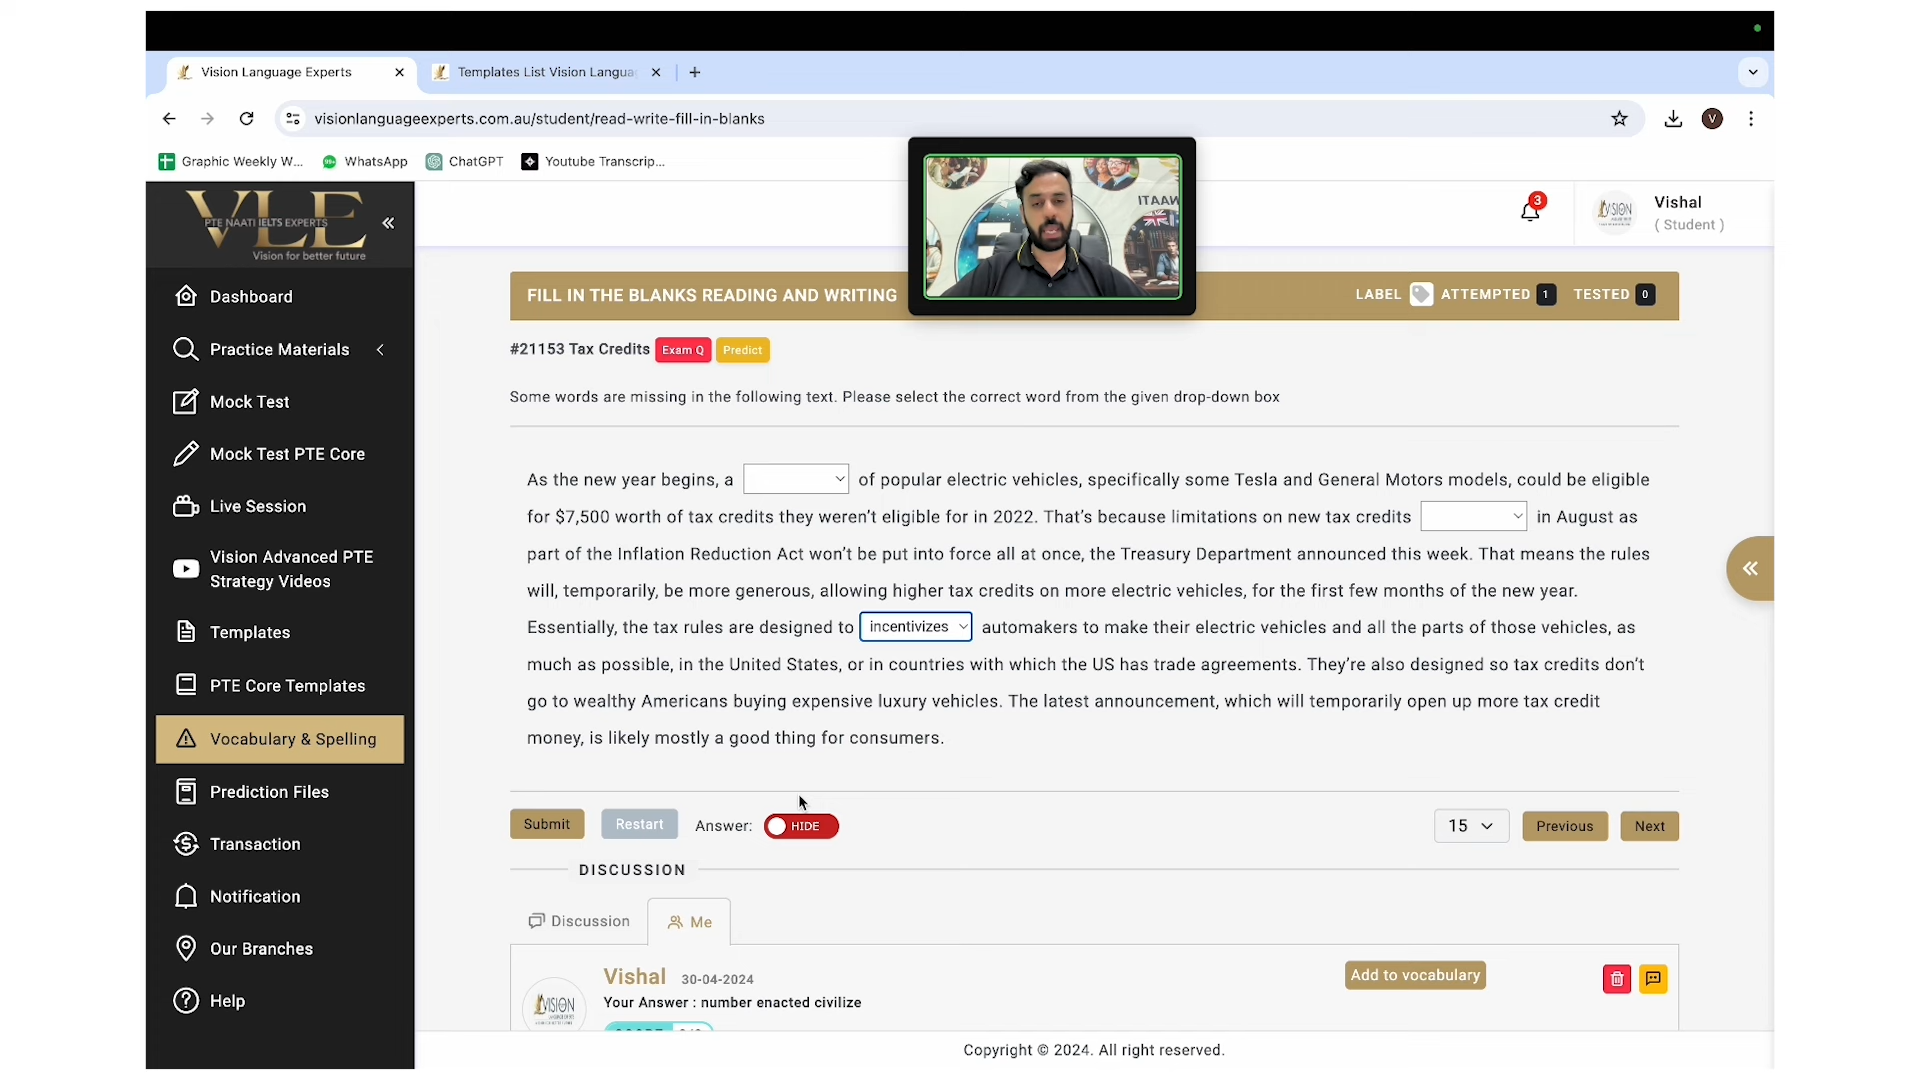 Vision Language Experts
Templates List Vision Langua
visionlanguageexperts.com.au/student/read-write-fill-in-blanks
V
Graphic Weekly W...
99+ WhatsApp
ChatGPT
Youtube Transcrip...
VLE
PTE NAATI IELTS EXPERTS
Vision for better future
Dashboard
Practice Materials
Mock Test
Mock Test PTE Core
Live Session
Vision Advanced PTE
Strategy Videos
Templates
PTE Core Templates
Vocabulary & Spelling
Prediction Files
Transaction
Notification
Our Branches
Help
3
VISION
Vishal
( Student )
FILL IN THE BLANKS READING AND WRITING
LABEL ATTEMPTED 1 TESTED 0
#21153 Tax Credits Exam Q Predict
Some words are missing in the following text. Please select the correct word from the given drop-down box
As the new year begins, a of popular electric vehicles, specifically some Tesla and General Motors models, could be eligible
for $7,500 worth of tax credits they weren't eligible for in 2022. That's because limitations on new tax credits in August as
part of the Inflation Reduction Act won't be put into force all at once, the Treasury Department announced this week. That means the rules
will, temporarily, be more generous, allowing higher tax credits on more electric vehicles, for the first few months of the new year.
Essentially, the tax rules are designed to incentivizes automakers to make their electric vehicles and all the parts of those vehicles, as
much as possible, in the United States, or in countries with which the US has trade agreements. They're also designed so tax credits don't
go to wealthy Americans buying expensive luxury vehicles. The latest announcement, which will temporarily open up more tax credit
money, is likely mostly a good thing for consumers.
Submit Restart Answer: HIDE
15 Previous Next
DISCUSSION
Discussion Me
Vishal 30-04-2024
Add to vocabulary
VISION
Your Answer : number enacted civilize
Copyright © 2024. All right reserved.